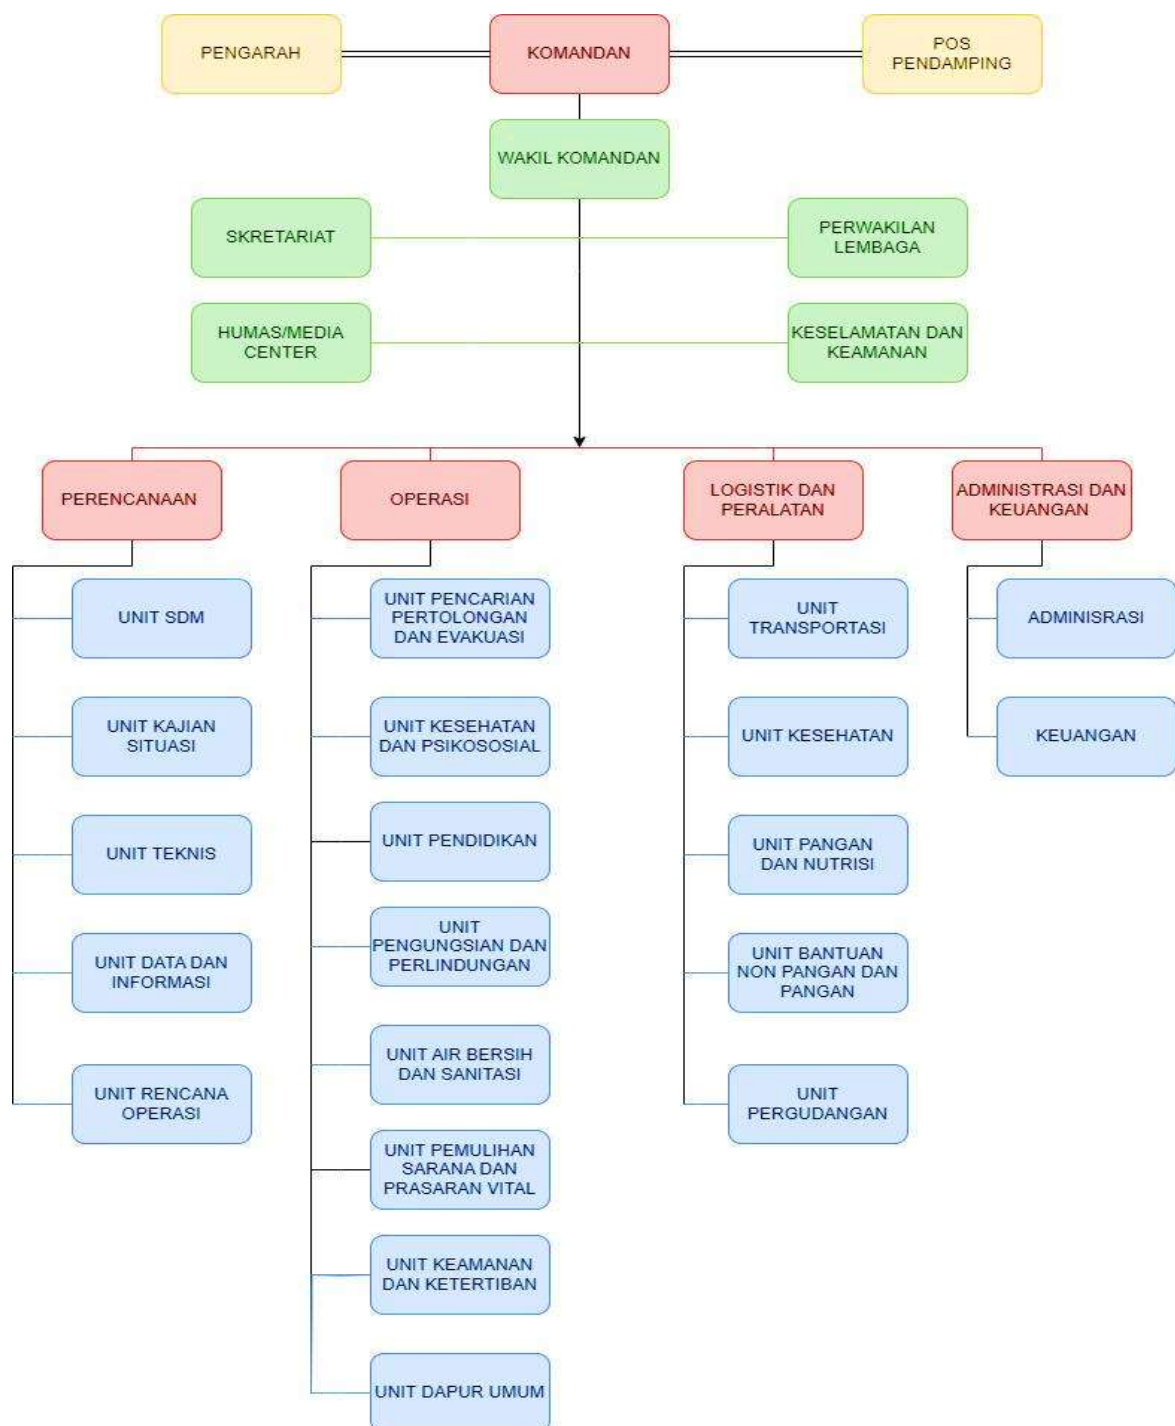 PENGARAH
KOMANDAN
POS
PENDAMPING
WAKIL KOMANDAN
SKRETARIAT
PERWAKILAN
LEMBAGA
HUMAS/MEDIA
CENTER
KESELAMATAN DAN
KEAMANAN
PERENCANAAN
OPERASI
LOGISTIK DAN
PERALATAN
ADMINISTRASI DAN
KEUANGAN
UNIT SDM
UNIT KAJIAN
SITUASI
UNIT TEKNIS
UNIT DATA DAN
INFORMASI
UNIT RENCANA
OPERASI
UNIT PENCARIAN
PERTOLONGAN
DAN EVAKUASI
UNIT KESEHATAN
DAN PSIKOSOSIAL
UNIT PENDIDIKAN
UNIT
PENGUNGSIAN DAN
PERLINDUNGAN
UNIT AIR BERSIH
DAN SANITASI
UNIT PEMULIHAN
SARANA DAN
PRASARAN VITAL
UNIT KEAMANAN
DAN KETERTIBAN
UNIT DAPUR UMUM
UNIT
TRANSPORTASI
UNIT KESEHATAN
UNIT PANGAN
DAN NUTRISI
UNIT BANTUAN
NON PANGAN DAN
PANGAN
UNIT
PERGUDANGAN
ADMINISRASI
KEUANGAN